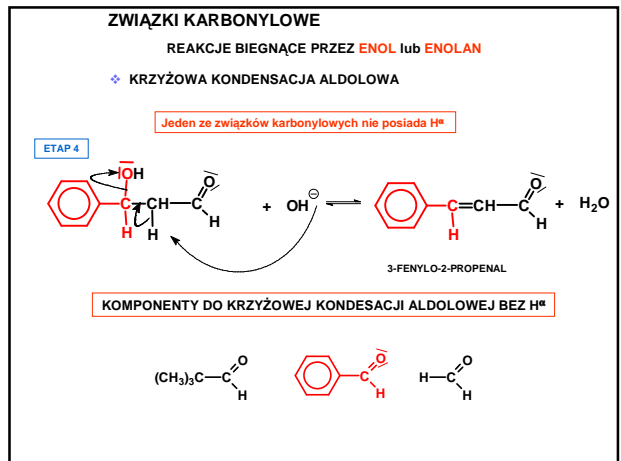 ZWIĄZKI KARBONYLOWE
REAKCJE BIEGNĄCE PRZEZ ENOL lub ENOLAN
❖ KRZYŻOWA KONDENSACJA ALDOLOWA
Jeden ze związków karbonylowych nie posiada Hα
ETAP 4
OH
O
O
C CH C + OH⊖ ⇌ C=CH C + H2O
H H H H H
3-FENYLO-2-PROPENAL
KOMPONENTY DO KRZYŻOWEJ KONDESACJI ALDOLOWEJ BEZ Hα
O O O
(CH3)3C C C H C
H H H